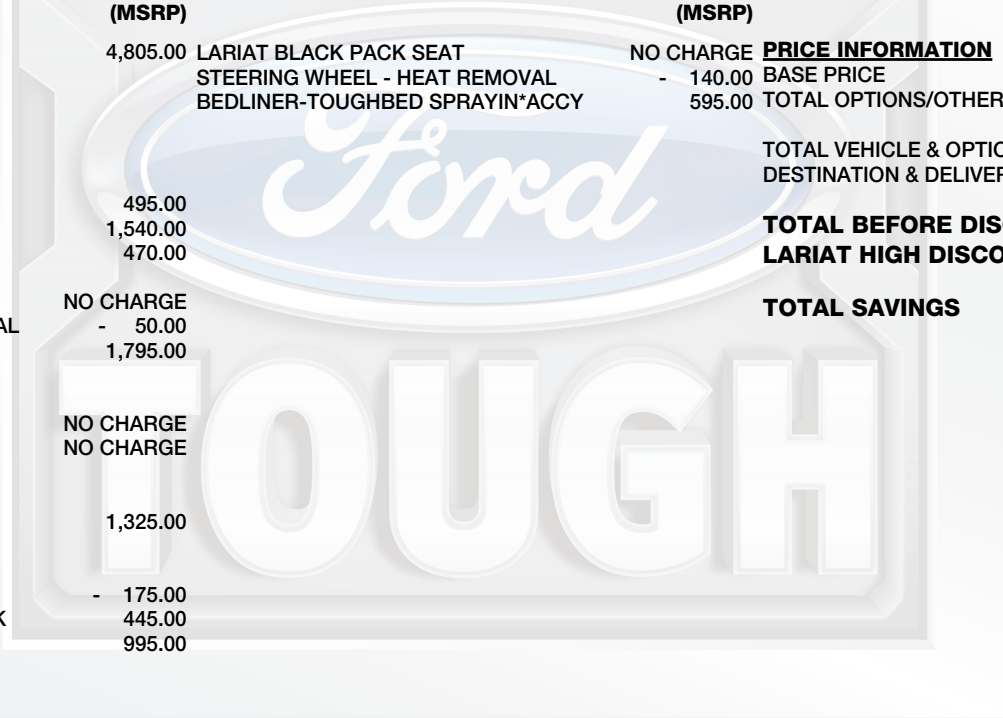 (MSRP)
4,805.00
495.00
1,540.00
470.00
NO CHARGE
AL - 50.00
1,795.00
NO CHARGE
NO CHARGE
1,325.00
- 175.00
K 445.00
995.00
(MSRP)
LARIAT BLACK PACK SEAT NO CHARGE
STEERING WHEEL - HEAT REMOVAL - 140.00
BEDLINER-TOUGHBED SPRAYIN*ACCY 595.00
PRICE INFORMATION
BASE PRICE
TOTAL OPTIONS/OTHER
TOTAL VEHICLE & OPTIO
DESTINATION & DELIVER
TOTAL BEFORE DISC
LARIAT HIGH DISCO
TOTAL SAVINGS
Ford
TOUGH